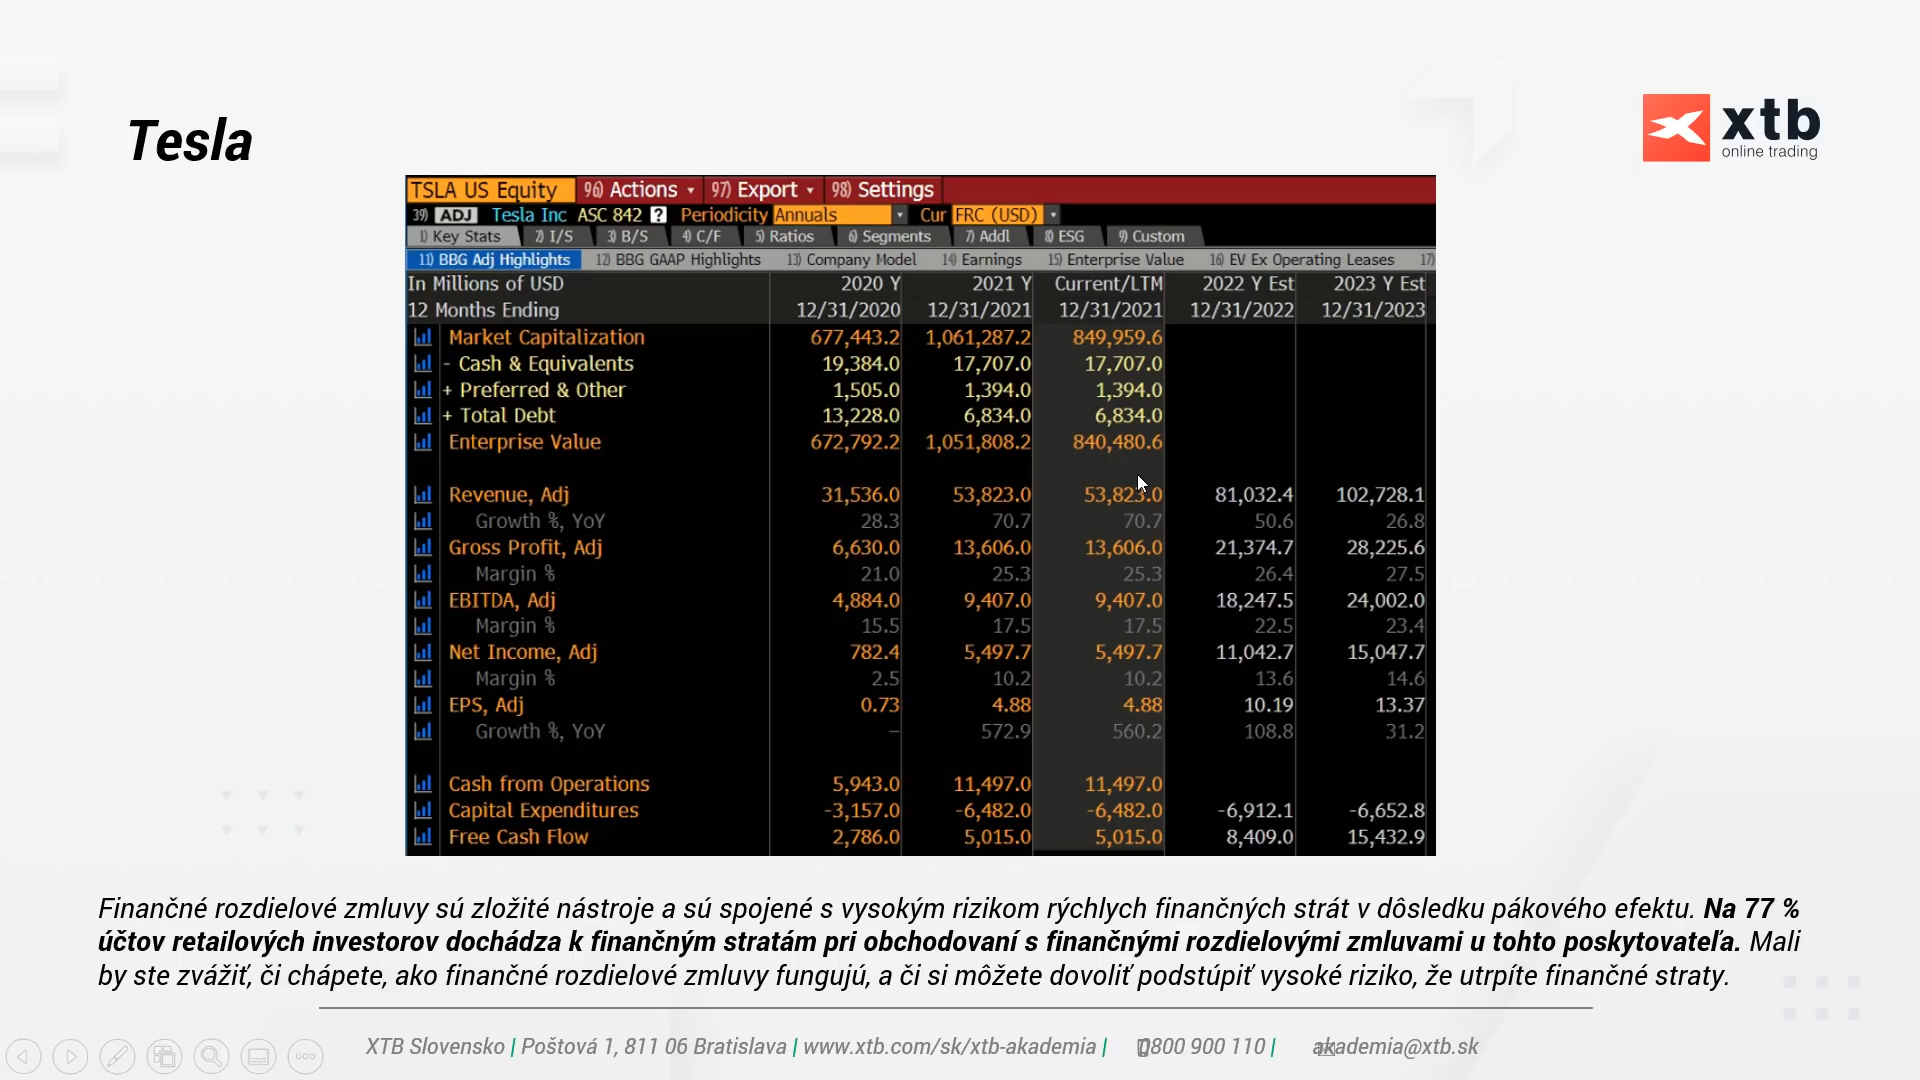 Tesla
xtb
online trading
TSLA US Equity 96) Actions 97) Export 98) Settings
39) ADJ Tesla Inc ASC 842 ? Periodicity Annuals Cur FRC (USD)
1) Key Stats 2) I/S 3) B/S 4) C/F 5) Ratios 6) Segments 7) Addl 8) ESG 9) Custom
11) BBG Adj Highlights 12) BBG GAAP Highlights 13) Company Model 14) Earnings 15) Enterprise Value 16) EV Ex Operating Leases 17)
In Millions of USD 2020 Y 2021 Y Current/LTM 2022 Y Est 2023 Y Est
12 Months Ending 12/31/2020 12/31/2021 12/31/2021 12/31/2022 12/31/2023
Market Capitalization 677,443.2 1,061,287.2 849,959.6
- Cash & Equivalents 19,384.0 17,707.0 17,707.0
+ Preferred & Other 1,505.0 1,394.0 1,394.0
+ Total Debt 13,228.0 6,834.0 6,834.0
Enterprise Value 672,792.2 1,051,808.2 840,480.6
Revenue, Adj 31,536.0 53,823.0 53,823.0 81,032.4 102,728.1
Growth %, YoY 28.3 70.7 70.7 50.6 26.8
Gross Profit, Adj 6,630.0 13,606.0 13,606.0 21,374.7 28,225.6
Margin % 21.0 25.3 25.3 26.4 27.5
EBITDA, Adj 4,884.0 9,407.0 9,407.0 18,247.5 24,002.0
Margin % 15.5 17.5 17.5 22.5 23.4
Net Income, Adj 782.4 5,497.7 5,497.7 11,042.7 15,047.7
Margin % 2.5 10.2 10.2 13.6 14.6
EPS, Adj 0.73 4.88 4.88 10.19 13.37
Growth %, YoY – 572.9 560.2 108.8 31.2
Cash from Operations 5,943.0 11,497.0 11,497.0
Capital Expenditures -3,157.0 -6,482.0 -6,482.0 -6,912.1 -6,652.8
Free Cash Flow 2,786.0 5,015.0 5,015.0 8,409.0 15,432.9
Finančné rozdielové zmluvy sú zložité nástroje a sú spojené s vysokým rizikom rýchlych finančných strát v dôsledku pákového efektu. Na 77 %
účtov retailových investorov dochádza k finančným stratám pri obchodovaní s finančnými rozdielovými zmluvami u tohto poskytovateľa. Mali
by ste zvážiť, či chápete, ako finančné rozdielové zmluvy fungujú, a či si môžete dovoliť podstúpiť vysoké riziko, že utrpíte finančné straty.
XTB Slovensko | Poštová 1, 811 06 Bratislava | www.xtb.com/sk/xtb-akademia | 0800 900 110 | akademia@xtb.sk